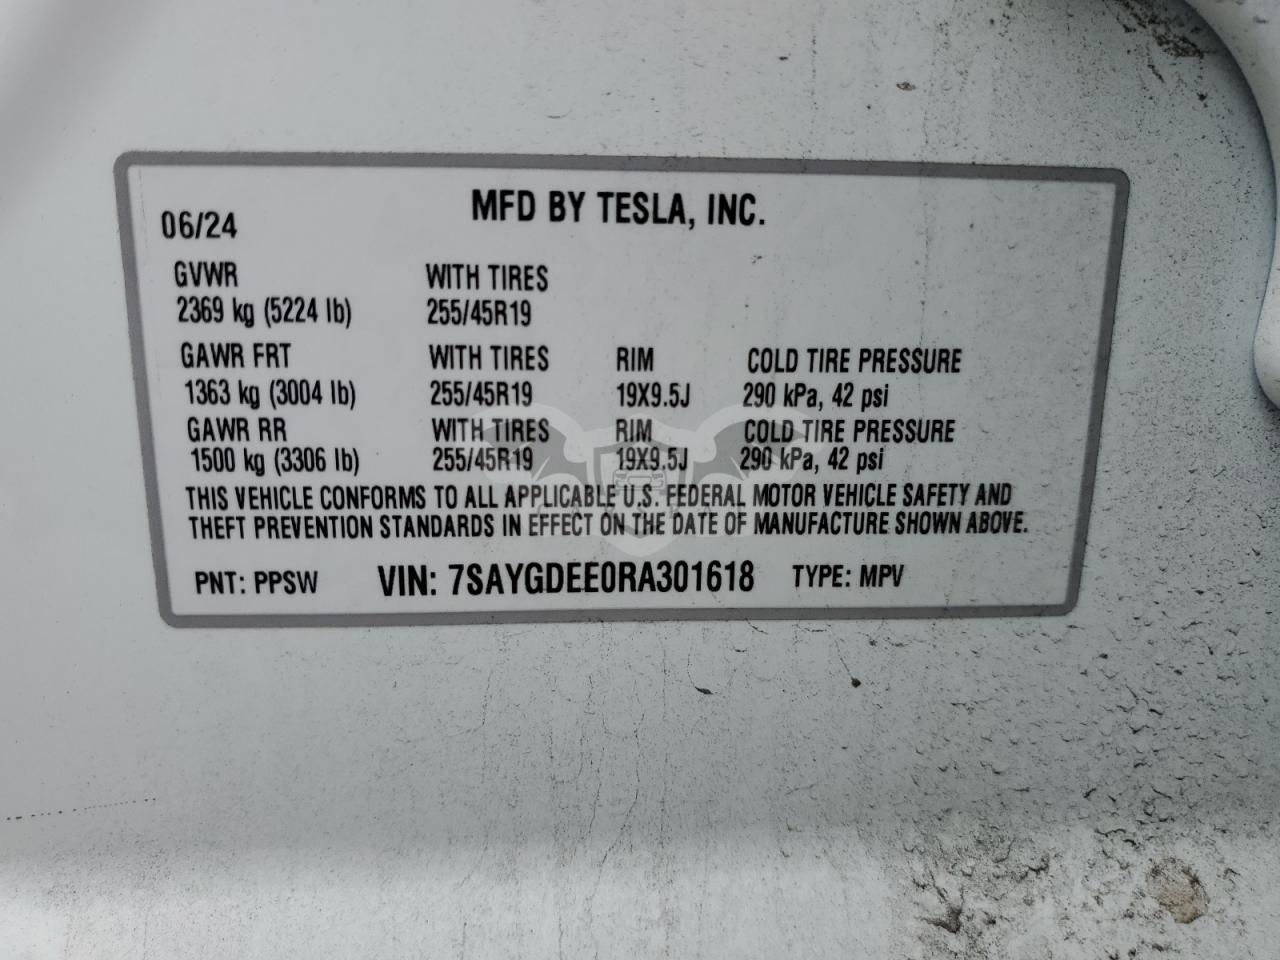 MFD BY TESLA, INC.
06/24
GVWR WITH TIRES
2369 kg (5224 lb) 255/45R19
GAWR FRT WITH TIRES RIM COLD TIRE PRESSURE
1363 kg (3004 lb) 255/45R19 19X9.5J 290 kPa, 42 psi
GAWR RR WITH TIRES RIM COLD TIRE PRESSURE
1500 kg (3306 lb) 255/45R19 19X9.5J 290 kPa, 42 psi
THIS VEHICLE CONFORMS TO ALL APPLICABLE U.S. FEDERAL MOTOR VEHICLE SAFETY AND
THEFT PREVENTION STANDARDS IN EFFECT ON THE DATE OF MANUFACTURE SHOWN ABOVE.
PNT: PPSW VIN: 7SAYGDEE0RA301618 TYPE: MPV